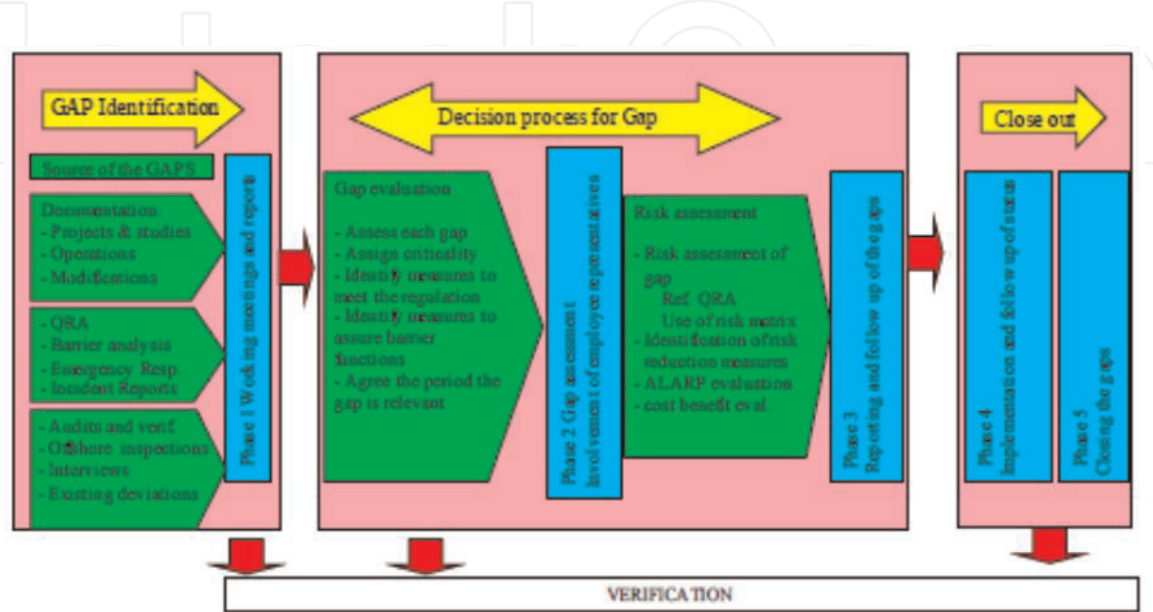 GAP Identification
Source of the GAPS
Documentation:
- Projects & studies
- Operations
- Modifications
- QRA
- Barrier analysis
- Emergency Resp.
- Incident Reports
- Audits and verif.
- Offshore inspections
- Interviews
- Existing deviations
Phase 1 Working meetings and reports
Decision process for Gap
Gap evaluation
- Assess each gap
- Assign criticality
- Identify measures to
meet the regulation
- Identify measures to
assure barrier
functions
- Agree the period the
gap is relevant
Phase 2 Gap assessment
Involvement of employee representatives
Risk assessment
- Risk assessment of
gap
Ref. QRA
Use of risk matrix
- Identification of risk
reduction measures
- ALARP evaluation
- cost benefit eval.
Phase 3
Reporting and follow up of the gaps
Close out
Phase 4
Implementation and follow up of status
Phase 5
Closing the gaps
VERIFICATION